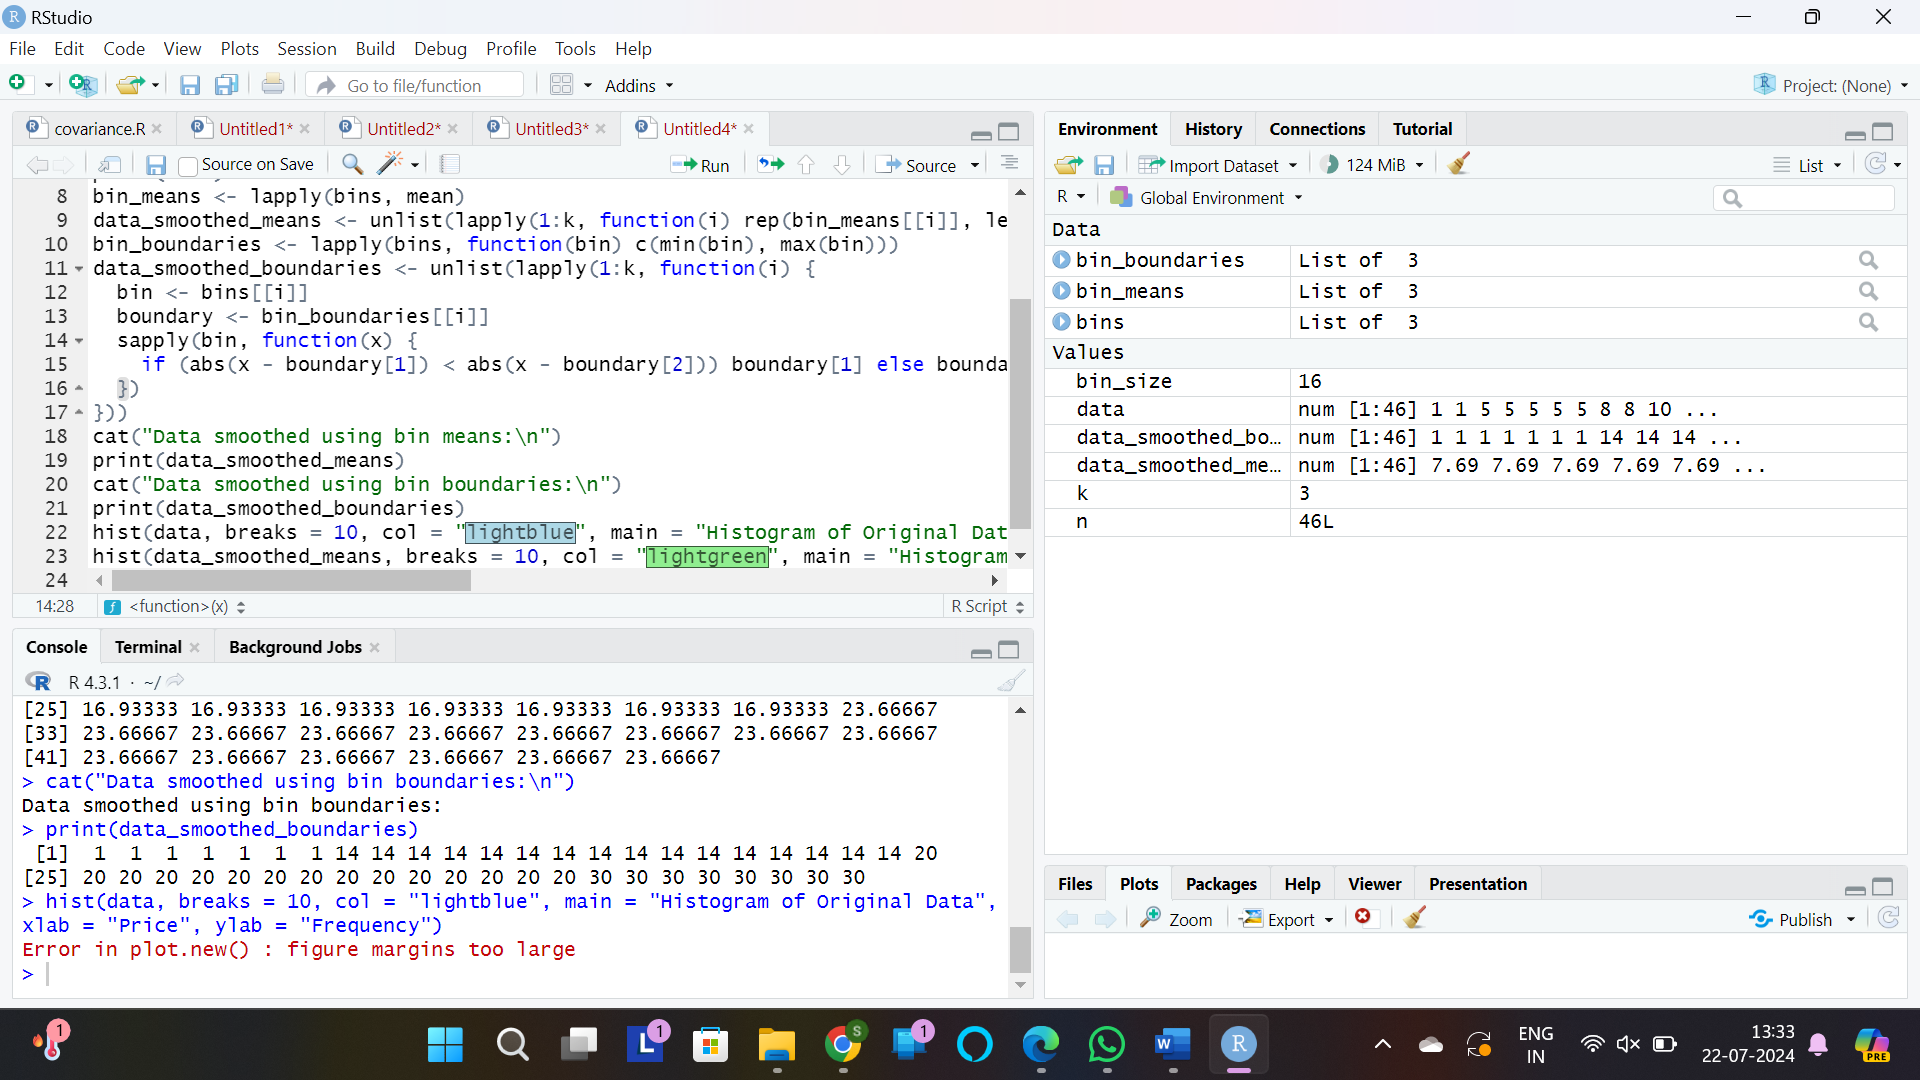 RStudio
File Edit Code View Plots Session Build Debug Profile Tools Help
Go to file/function Addins Project: (None)
covariance.R Untitled1* Untitled2* Untitled3* Untitled4*
Source on Save Run Source
8 bin_means <- lapply(bins, mean)
9 data_smoothed_means <- unlist(lapply(1:k, function(i) rep(bin_means[[i]], le
10 bin_boundaries <- lapply(bins, function(bin) c(min(bin), max(bin)))
11 data_smoothed_boundaries <- unlist(lapply(1:k, function(i) {
12 bin <- bins[[i]]
13 boundary <- bin_boundaries[[i]]
14 sapply(bin, function(x) {
15 if (abs(x - boundary[1]) < abs(x - boundary[2])) boundary[1] else bounda
16 })
17 }))
18 cat("Data smoothed using bin means:\n")
19 print(data_smoothed_means)
20 cat("Data smoothed using bin boundaries:\n")
21 print(data_smoothed_boundaries)
22 hist(data, breaks = 10, col = "lightblue", main = "Histogram of Original Dat
23 hist(data_smoothed_means, breaks = 10, col = "lightgreen", main = "Histogram
24
14:28 <function>(x) R Script
Console Terminal Background Jobs
R 4.3.1 · ~/
[25] 16.93333 16.93333 16.93333 16.93333 16.93333 16.93333 16.93333 23.66667
[33] 23.66667 23.66667 23.66667 23.66667 23.66667 23.66667 23.66667 23.66667
[41] 23.66667 23.66667 23.66667 23.66667 23.66667 23.66667
> cat("Data smoothed using bin boundaries:\n")
Data smoothed using bin boundaries:
> print(data_smoothed_boundaries)
[1] 1 1 1 1 1 1 1 14 14 14 14 14 14 14 14 14 14 14 14 14 14 14 14 20
[25] 20 20 20 20 20 20 20 20 20 20 20 20 20 20 30 30 30 30 30 30 30 30
> hist(data, breaks = 10, col = "lightblue", main = "Histogram of Original Data",
xlab = "Price", ylab = "Frequency")
Error in plot.new() : figure margins too large
>
Environment History Connections Tutorial
Import Dataset 124 MiB List
R Global Environment
Data
bin_boundaries List of 3
bin_means List of 3
bins List of 3
Values
bin_size 16
data num [1:46] 1 1 5 5 5 5 5 8 8 10 ...
data_smoothed_bo... num [1:46] 1 1 1 1 1 1 1 14 14 14 ...
data_smoothed_me... num [1:46] 7.69 7.69 7.69 7.69 7.69 ...
k 3
n 46L
Files Plots Packages Help Viewer Presentation
Zoom Export Publish
1 L 1 S 1 W R ENG 13:33
IN 22-07-2024 PRE